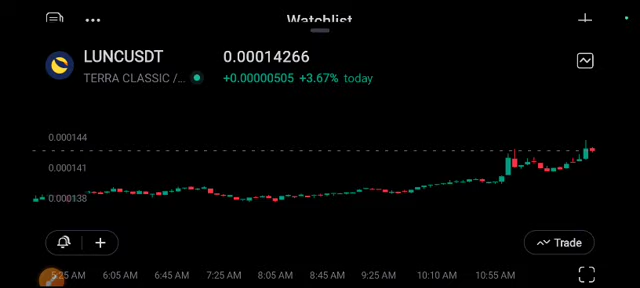 Watchlist
LUNCUSDT
0.00014266
TERRA CLASSIC /...
+0.00000505 +3.67% today
0.000144
0.000141
0.000138
Trade
5:25 AM 6:05 AM 6:45 AM 7:25 AM 8:05 AM 8:45 AM 9:25 AM 10:10 AM 10:55 AM